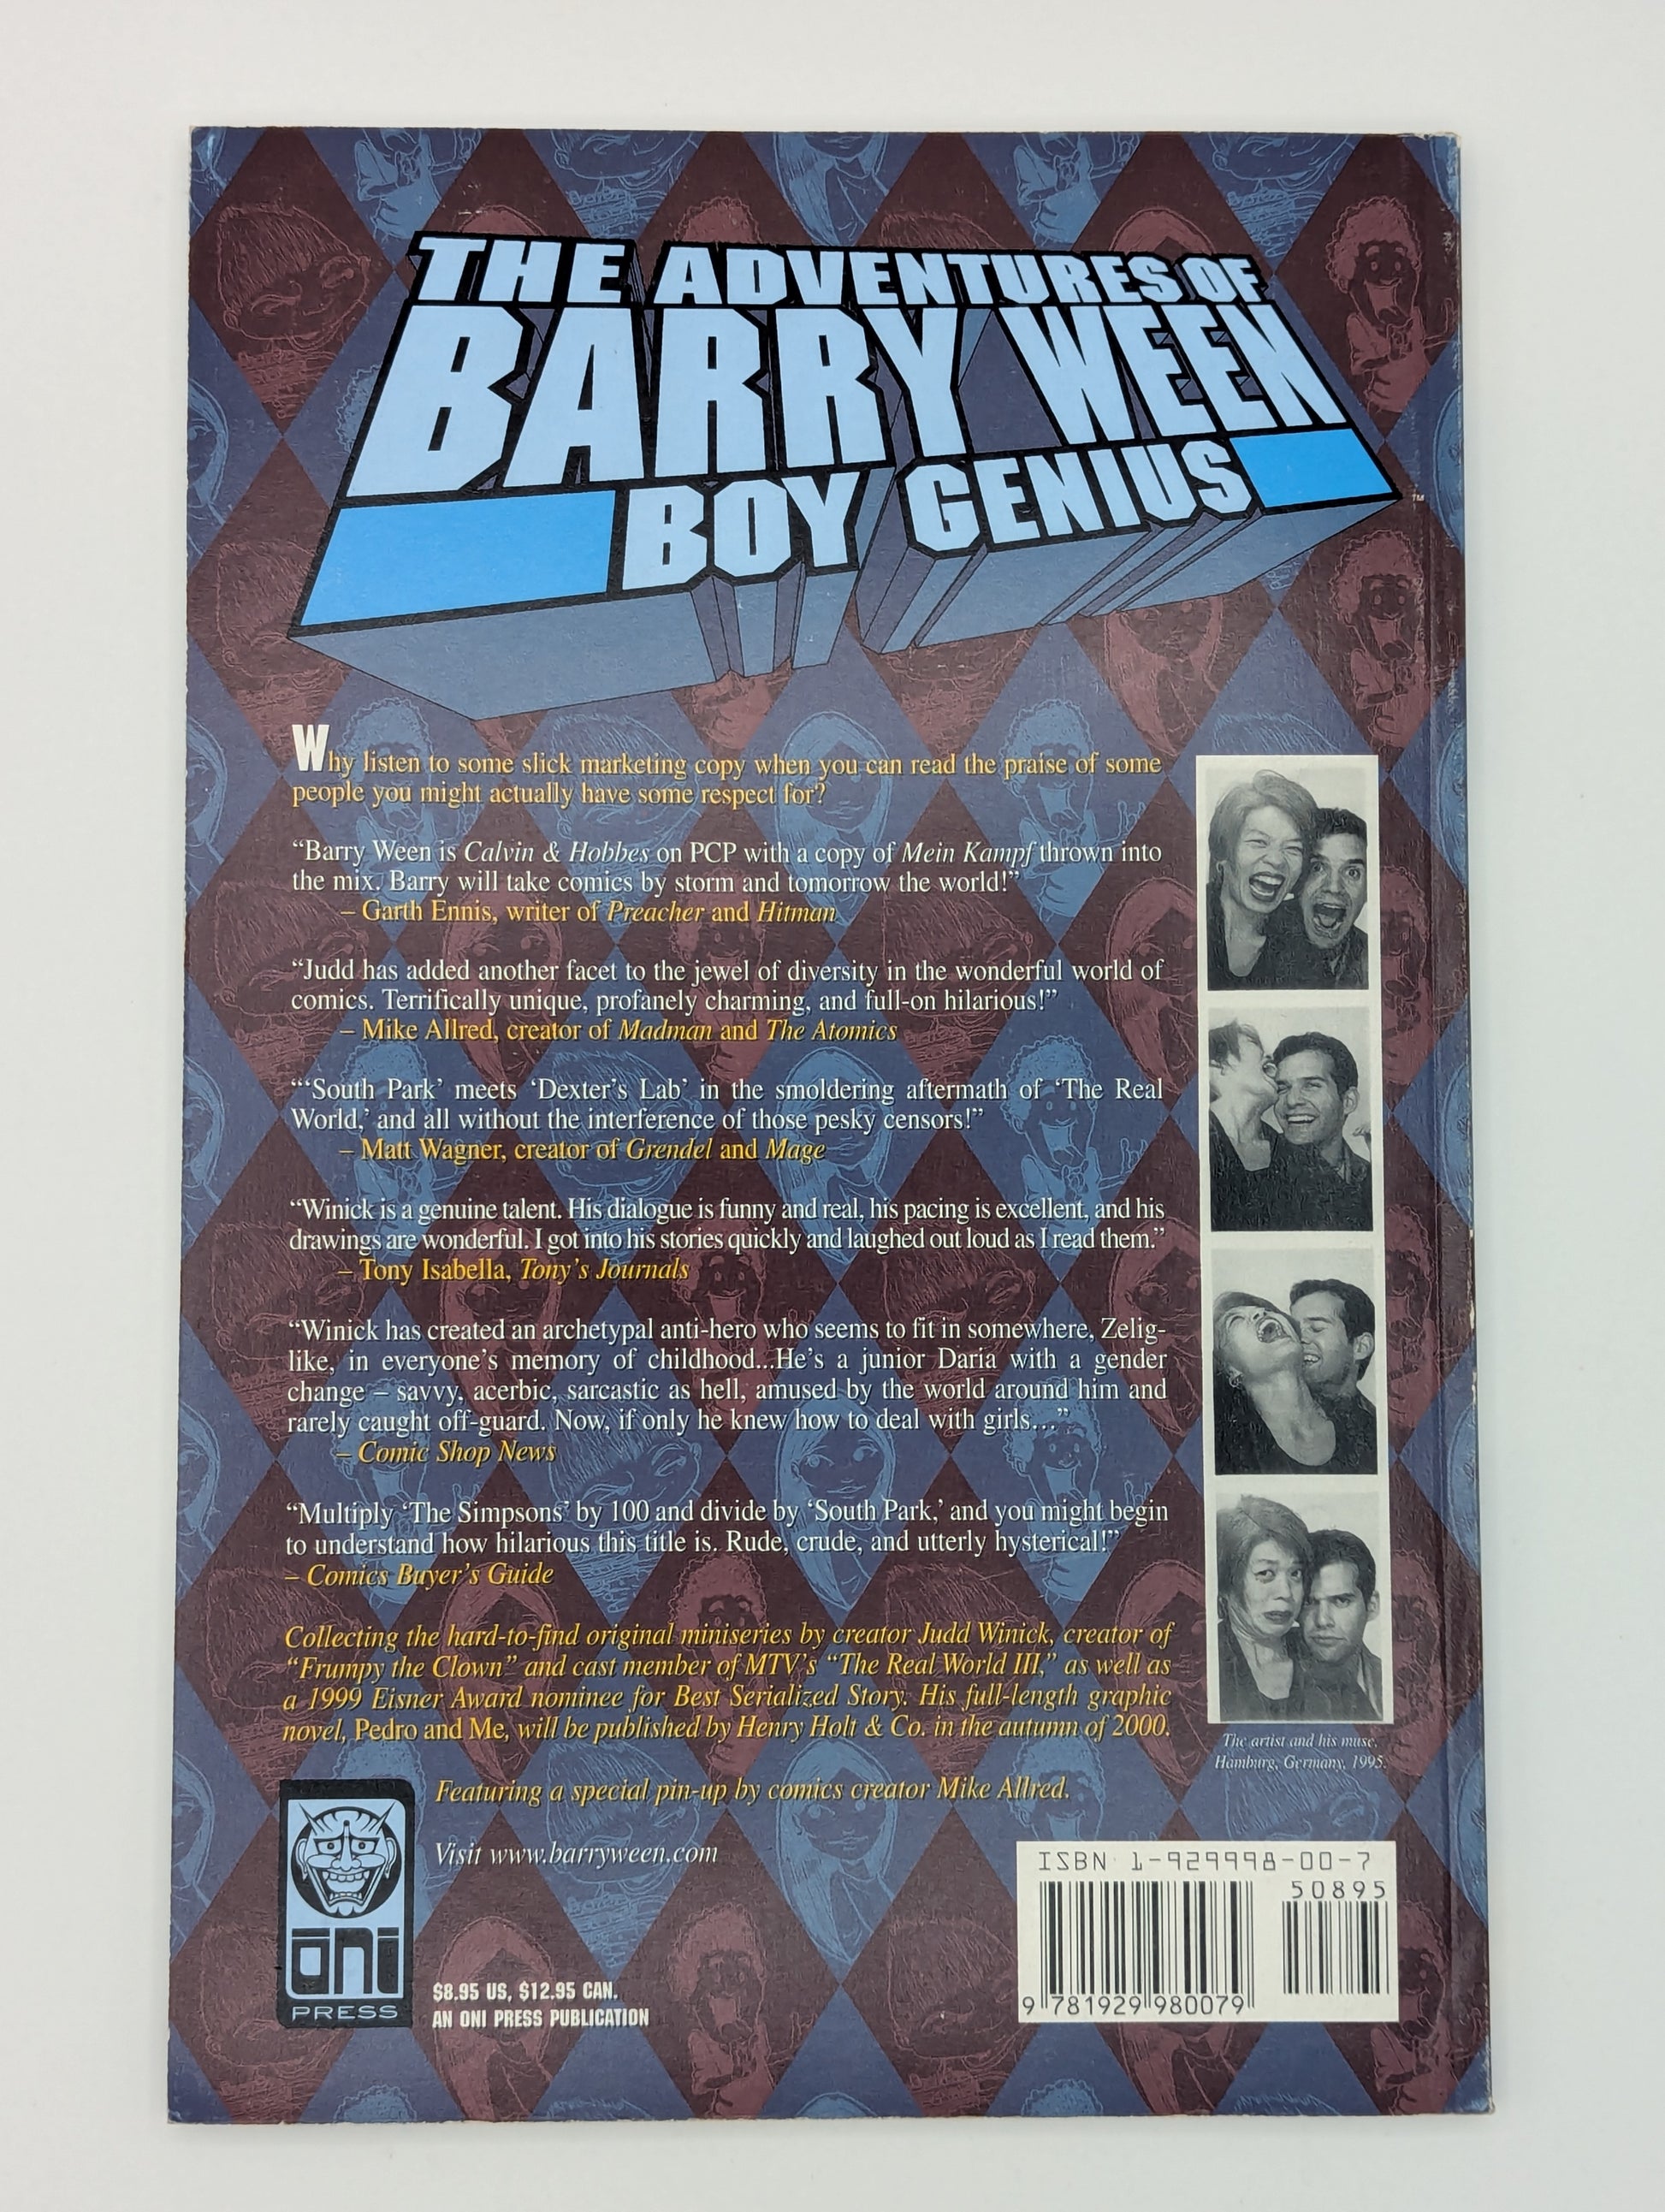 THE ADVENTURES OF
BARRY WEEN
BOY GENIUS
™
Why listen to some slick marketing copy when you can read the praise of some
people you might actually have some respect for?
“Barry Ween is Calvin & Hobbes on PCP with a copy of Mein Kampf thrown into
the mix. Barry will take comics by storm and tomorrow the world!”
– Garth Ennis, writer of Preacher and Hitman
“Judd has added another facet to the jewel of diversity in the wonderful world of
comics. Terrifically unique, profanely charming, and full-on hilarious!”
– Mike Allred, creator of Madman and The Atomics
“‘South Park’ meets ‘Dexter’s Lab’ in the smoldering aftermath of ‘The Real
World,’ and all without the interference of those pesky censors!”
– Matt Wagner, creator of Grendel and Mage
“Winick is a genuine talent. His dialogue is funny and real, his pacing is excellent, and his
drawings are wonderful. I got into his stories quickly and laughed out loud as I read them.”
– Tony Isabella, Tony’s Journals
“Winick has created an archetypal anti-hero who seems to fit in somewhere, Zelig-
like, in everyone’s memory of childhood...He’s a junior Daria with a gender
change – savvy, acerbic, sarcastic as hell, amused by the world around him and
rarely caught off-guard. Now, if only he knew how to deal with girls...”
– Comic Shop News
“Multiply ‘The Simpsons’ by 100 and divide by ‘South Park,’ and you might begin
to understand how hilarious this title is. Rude, crude, and utterly hysterical!”
– Comics Buyer’s Guide
Collecting the hard-to-find original miniseries by creator Judd Winick, creator of
“Frumpy the Clown” and cast member of MTV’s “The Real World III,” as well as
a 1999 Eisner Award nominee for Best Serialized Story. His full-length graphic
novel, Pedro and Me, will be published by Henry Holt & Co. in the autumn of 2000.
The artist and his muse.
Hamburg, Germany, 1995.
Featuring a special pin-up by comics creator Mike Allred.
Visit www.barryween.com
ōni
PRESS
$8.95 US, $12.95 CAN.
AN ONI PRESS PUBLICATION
ISBN 1-929998-00-7
50895
9 781929 980079